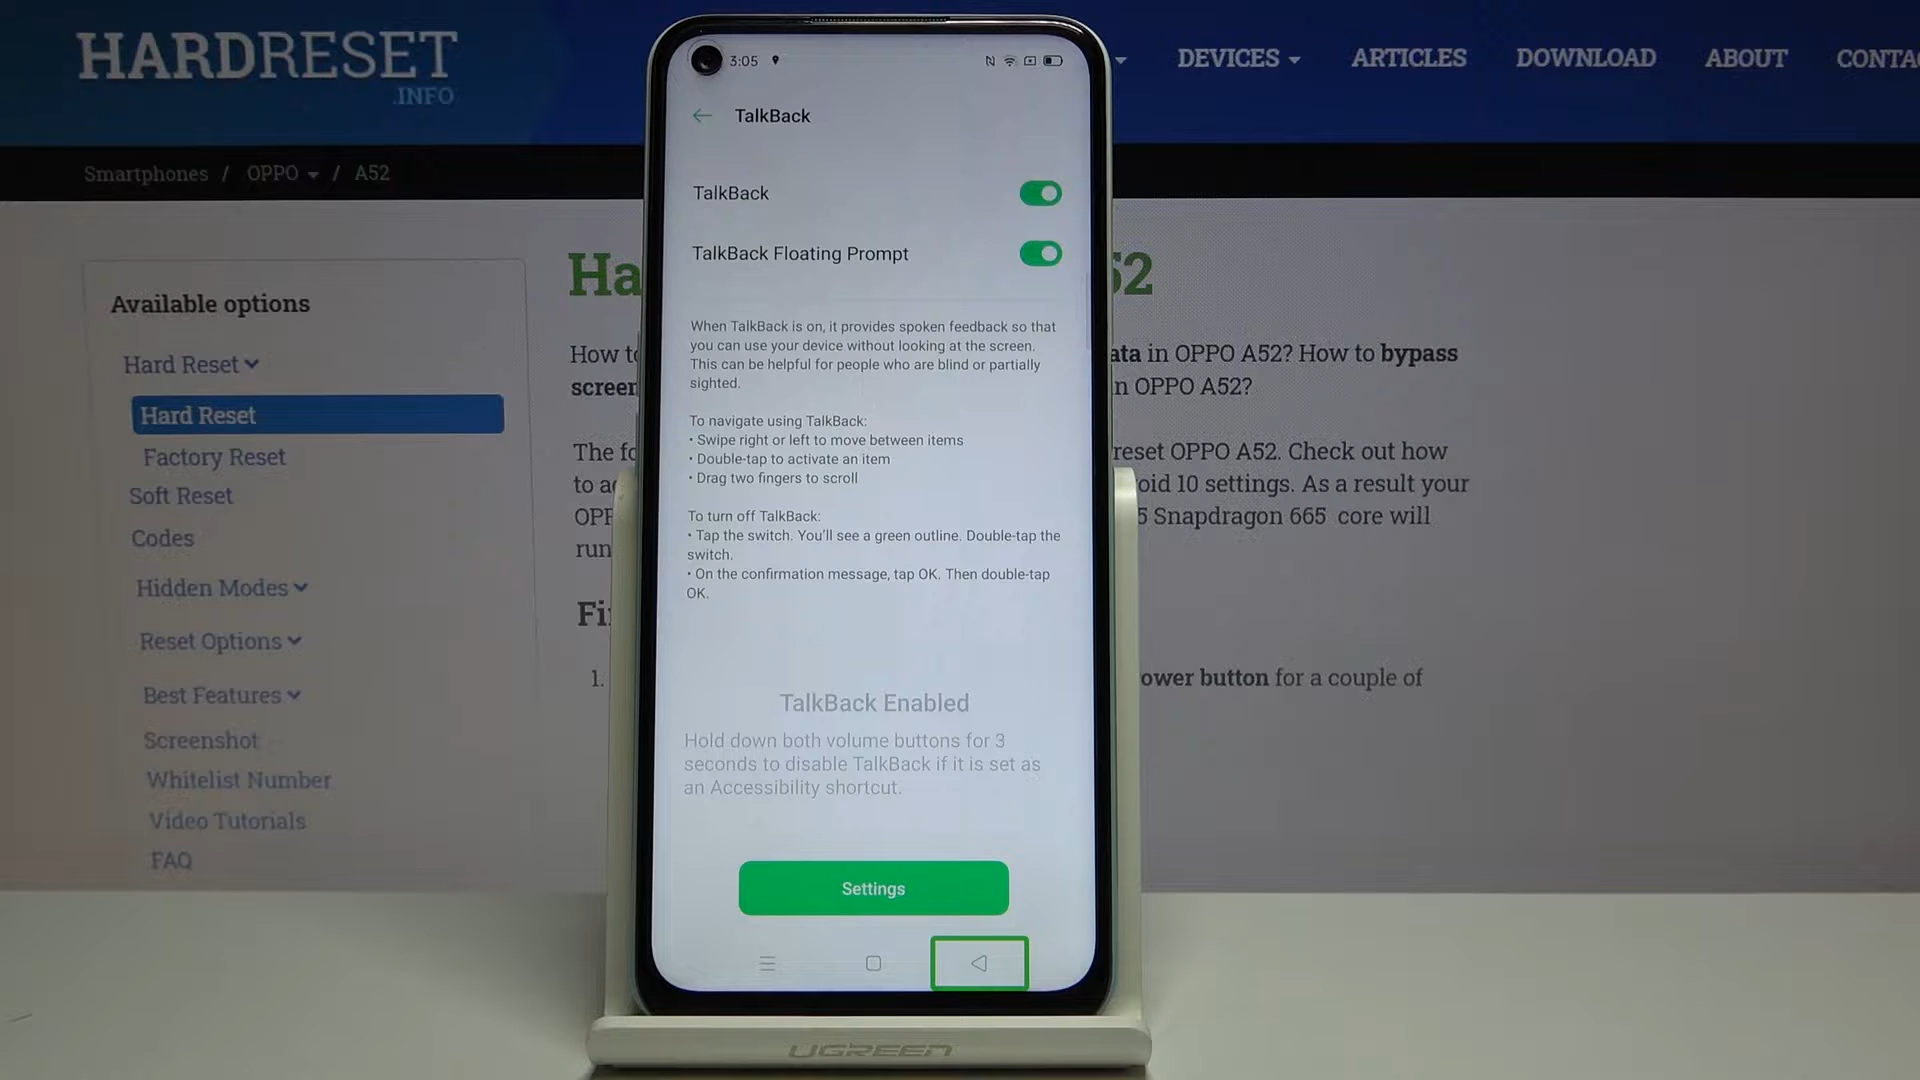 HARDRESET
.INFO
DEVICES
ARTICLES
DOWNLOAD
ABOUT
Smartphones / OPPO / A52
Available options
Hard Reset
Hard Reset
Factory Reset
Soft Reset
Codes
Hidden Modes
Reset Options
Best Features
Screenshot
Whitelist Number
Video Tutorials
FAQ
3:05
TalkBack
TalkBack
TalkBack Floating Prompt
When TalkBack is on, it provides spoken feedback so that
you can use your device without looking at the screen.
This can be helpful for people who are blind or partially
sighted.
To navigate using TalkBack:
• Swipe right or left to move between items
• Double-tap to activate an item
• Drag two fingers to scroll
To turn off TalkBack:
• Tap the switch. You'll see a green outline. Double-tap the
switch.
• On the confirmation message, tap OK. Then double-tap
OK.
TalkBack Enabled
Hold down both volume buttons for 3
seconds to disable TalkBack if it is set as
an Accessibility shortcut.
Settings
52
How to
in OPPO A52? How to bypass
in OPPO A52?
The
reset OPPO A52. Check out how
10 settings. As a result your
Snapdragon 665 core will
1.
button for a couple of
UGREEN